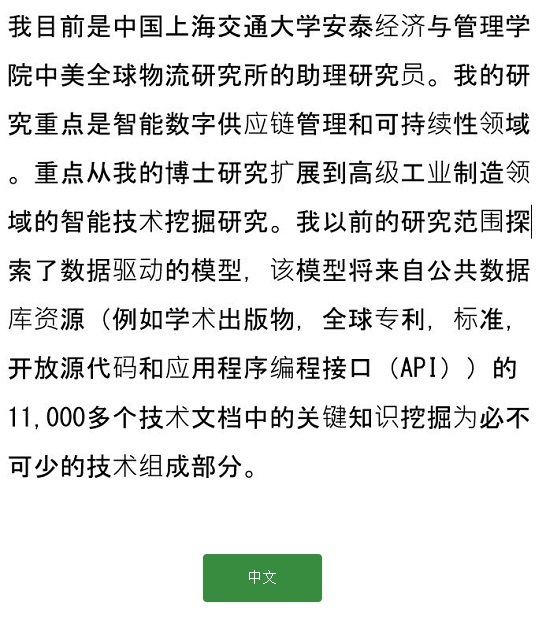 我目前是中国上海交通大学安泰经济与管理学
院中美全球物流研究所的助理研究员。我的研
究重点是智能数字供应链管理和可持续性领域
。重点从我的博士研究扩展到高级工业制造领
域的智能技术挖掘研究。我以前的研究范围探
索了数据驱动的模型，该模型将来自公共数据
库资源（例如学术出版物，全球专利，标准，
开放源代码和应用程序编程接口（API））的
11,000多个技术文档中的关键知识挖掘为必不
可少的技术组成部分。
中文